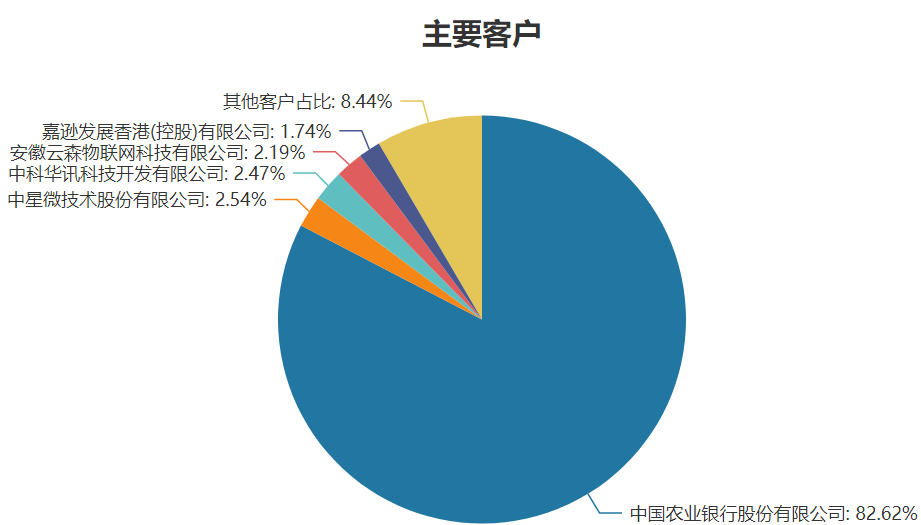 主要客户
其他客户占比: 8.44%
嘉逊发展香港(控股)有限公司: 1.74%
安徽云森物联网科技有限公司: 2.19%
中科华讯科技开发有限公司: 2.47%
中星微技术股份有限公司: 2.54%
中国农业银行股份有限公司: 82.62%